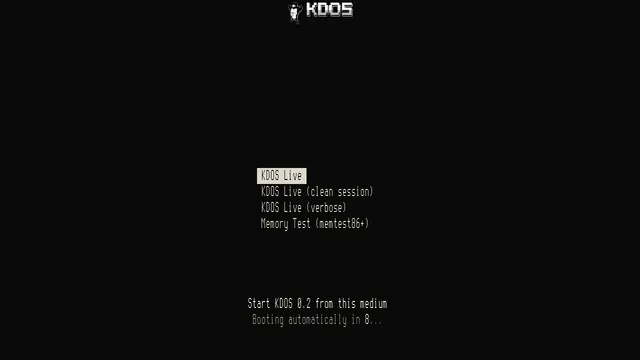 KDOS
KDOS Live
KDOS Live (clean session)
KDOS Live (verbose)
Memory Test (memtest86+)
Start KDOS 0.2 from this medium
Booting automatically in 8...